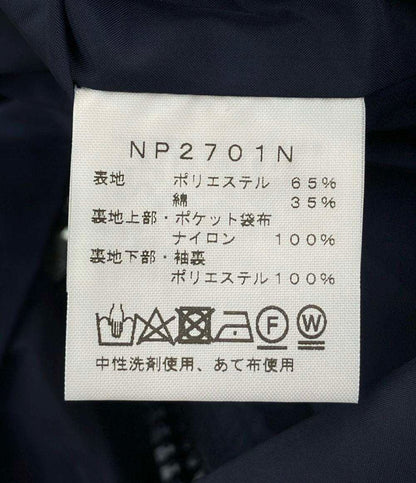 NP2701N
表地 ポリエステル 65%
綿 35%
裏地上部・ポケット袋布
ナイロン 100%
裏地下部・袖裏
ポリエステル100%
F W
中性洗剤使用、あて布使用